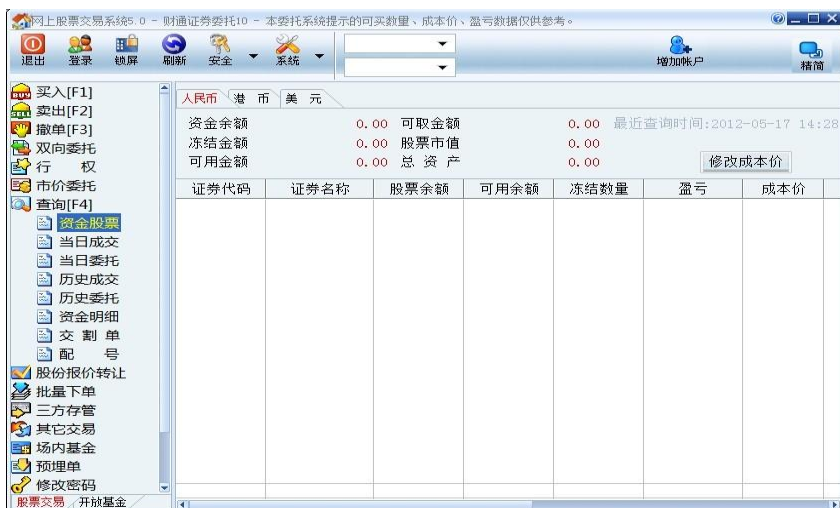 网上股票交易系统5.0 - 财通证券委托10 - 本委托系统提示的可买数量、成本价、盈亏数据仅供参考。
退出 登录 锁屏 刷新 安全 系统 增加帐户 精简
买入[F1]
卖出[F2]
撤单[F3]
双向委托
行 权
市价委托
查询[F4]
资金股票
当日成交
当日委托
历史成交
历史委托
资金明细
交 割 单
配 号
股份报价转让
批量下单
三方存管
其它交易
场内基金
预埋单
修改密码
股票交易 开放基金
人民币 港 币 美 元
资金余额 0.00 可取金额 0.00 最近查询时间:2012-05-17 14:28
冻结金额 0.00 股票市值 0.00
可用金额 0.00 总 资 产 0.00 修改成本价
证券代码 证券名称 股票余额 可用余额 冻结数量 盈亏 成本价